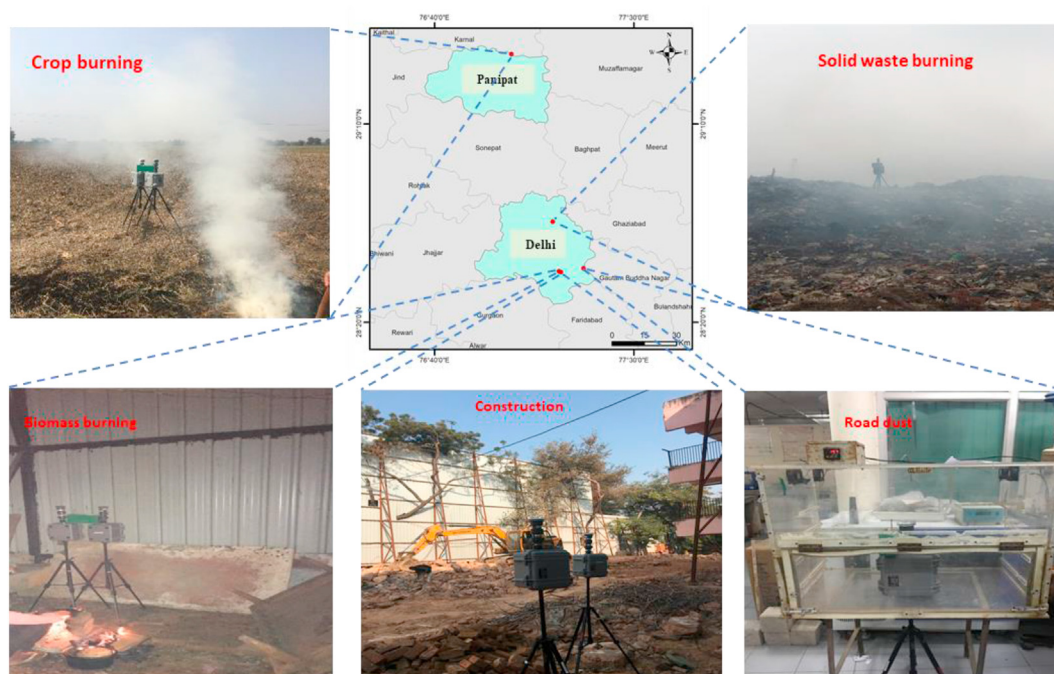 Crop burning
Solid waste burning
76°40'0"E
77°30'0"E
Kaithal
Karnal
N
W
E
S
Panipat
Jind
Muzaffarnagar
29°10'0"N
29°10'0"N
Sonepat
Baghpat
Meerut
Rohtak
Ghaziabad
Delhi
Bhiwani
Jhajjar
Gautam Buddha Nagar
Bulandshahr
Gurgaon
Faridabad
28°20'0"N
28°20'0"N
Rewari
0 15 30
Km
Alwar
76°40'0"E
77°30'0"E
Biomass burning
Construction
Road dust